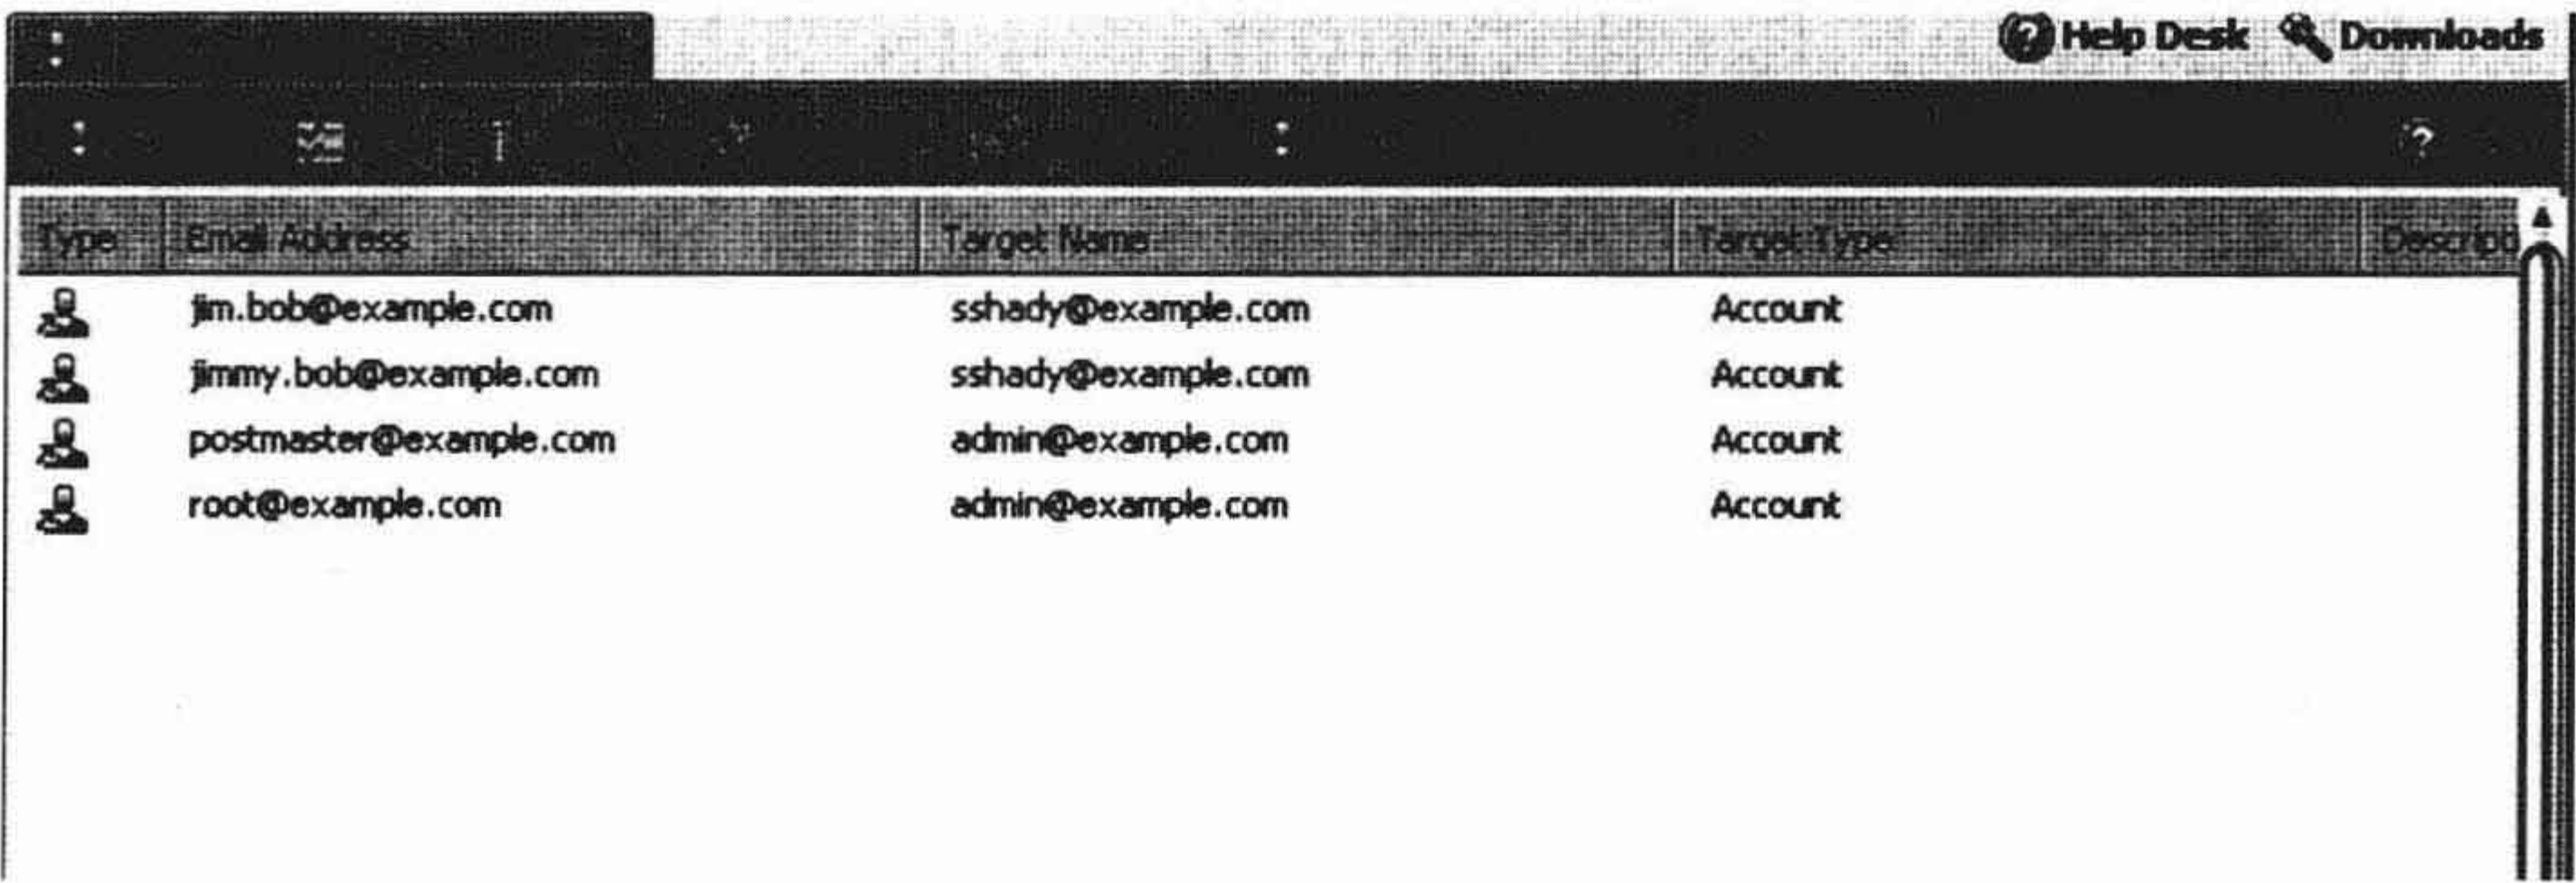 Help Desk Downloads
Type Email Address Target Name Target Type Descripti
jim.bob@example.com sshady@example.com Account
jimmy.bob@example.com sshady@example.com Account
postmaster@example.com admin@example.com Account
root@example.com admin@example.com Account